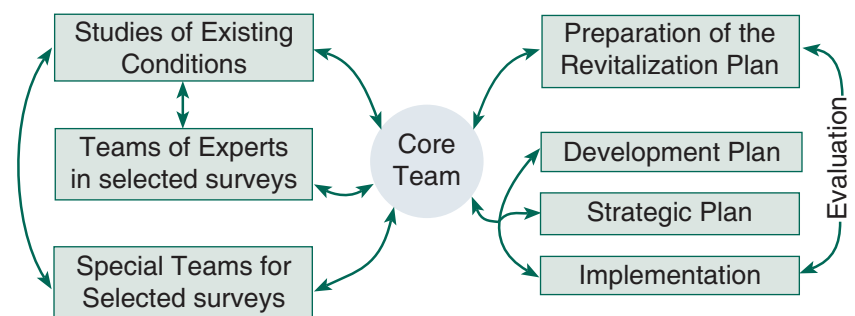 Studies of Existing
Conditions
Teams of Experts
in selected surveys
Special Teams for
Selected surveys
Core
Team
Preparation of the
Revitalization Plan
Development Plan
Strategic Plan
Implementation
Evaluation